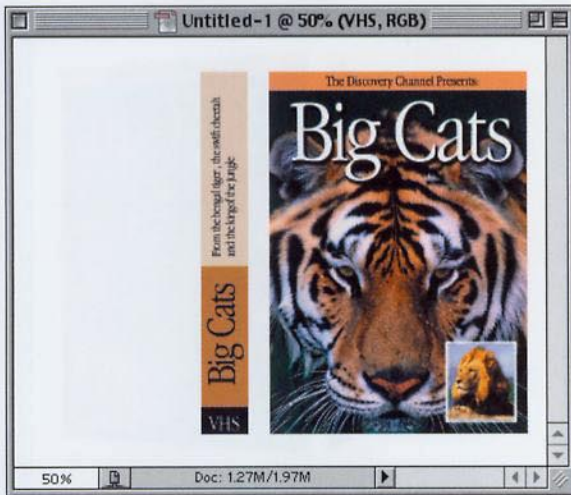 Untitled-1 @ 50% (VHS, RGB)
From the bengal tiger, the swift cheetah
and the king of the jungle
Big Cats
VHS
The Discovery Channel Presents:
Big Cats
50%
Doc: 1.27M/1.97M